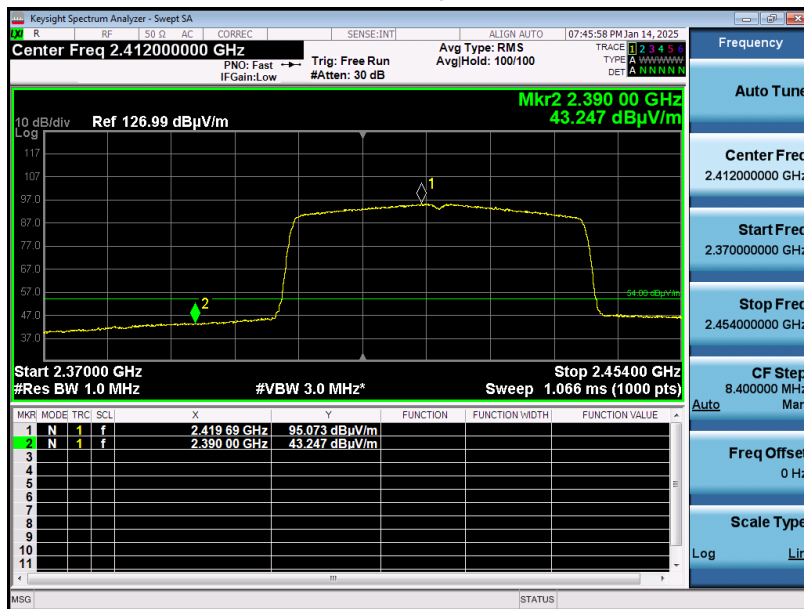 Keysight Spectrum Analyzer - Swept SA
LXI R RF 50 Ω AC CORREC SENSE:INT ALIGN AUTO 07:45:58 PM Jan 14, 2025
Center Freq 2.412000000 GHz
PNO: Fast
IFGain:Low
Trig: Free Run
#Atten: 30 dB
Avg Type: RMS
Avg|Hold: 100/100
TRACE 1 2 3 4 5 6
TYPE A WWWWW
DET A N N N N N
Mkr2 2.390 00 GHz
43.247 dBµV/m
10 dB/div Ref 126.99 dBµV/m
Log
117
107
97.0
87.0
77.0
67.0
57.0
47.0
37.0
1
2
54.00 dBµV/m
Start 2.37000 GHz Stop 2.45400 GHz
#Res BW 1.0 MHz #VBW 3.0 MHz* Sweep 1.066 ms (1000 pts)
MKR MODE TRC SCL X Y FUNCTION FUNCTION WIDTH FUNCTION VALUE
1 N 1 f 2.419 69 GHz 95.073 dBµV/m
2 N 1 f 2.390 00 GHz 43.247 dBµV/m
3
4
5
6
7
8
9
10
11
MSG STATUS
Frequency
Auto Tune
Center Freq
2.412000000 GHz
Start Freq
2.370000000 GHz
Stop Freq
2.454000000 GHz
CF Step
8.400000 MHz
Auto Man
Freq Offset
0 Hz
Scale Type
Log Lin